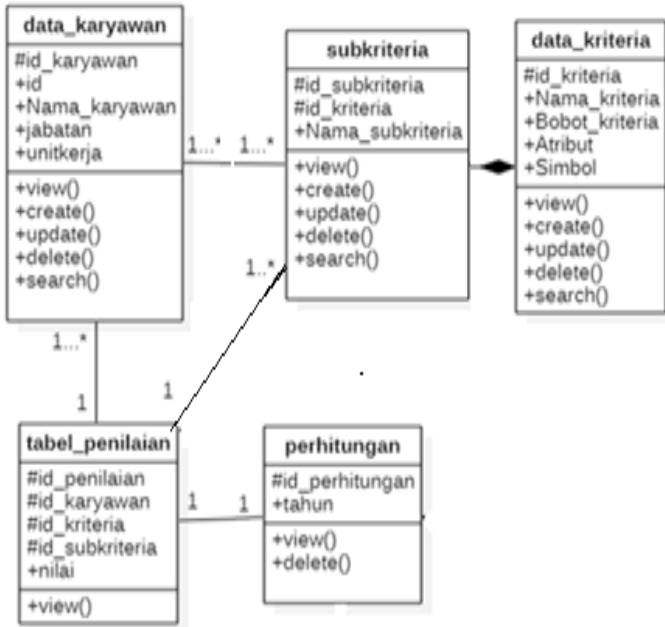 data_karyawan
#id_karyawan
+id
+Nama_karyawan
+jabatan
+unitkerja
+view()
+create()
+update()
+delete()
+search()
1...*
1...*
subkriteria
#id_subkriteria
#id_kriteria
+Nama_subkriteria
+view()
+create()
+update()
+delete()
+search()
data_kriteria
#id_kriteria
+Nama_kriteria
+Bobot_kriteria
+Atribut
+Simbol
+view()
+create()
+update()
+delete()
+search()
1..*
1...*
1
1
tabel_penilaian
#id_penilaian
#id_karyawan
#id_kriteria
#id_subkriteria
+nilai
+view()
1
1
perhitungan
#id_perhitungan
+tahun
+view()
+delete()